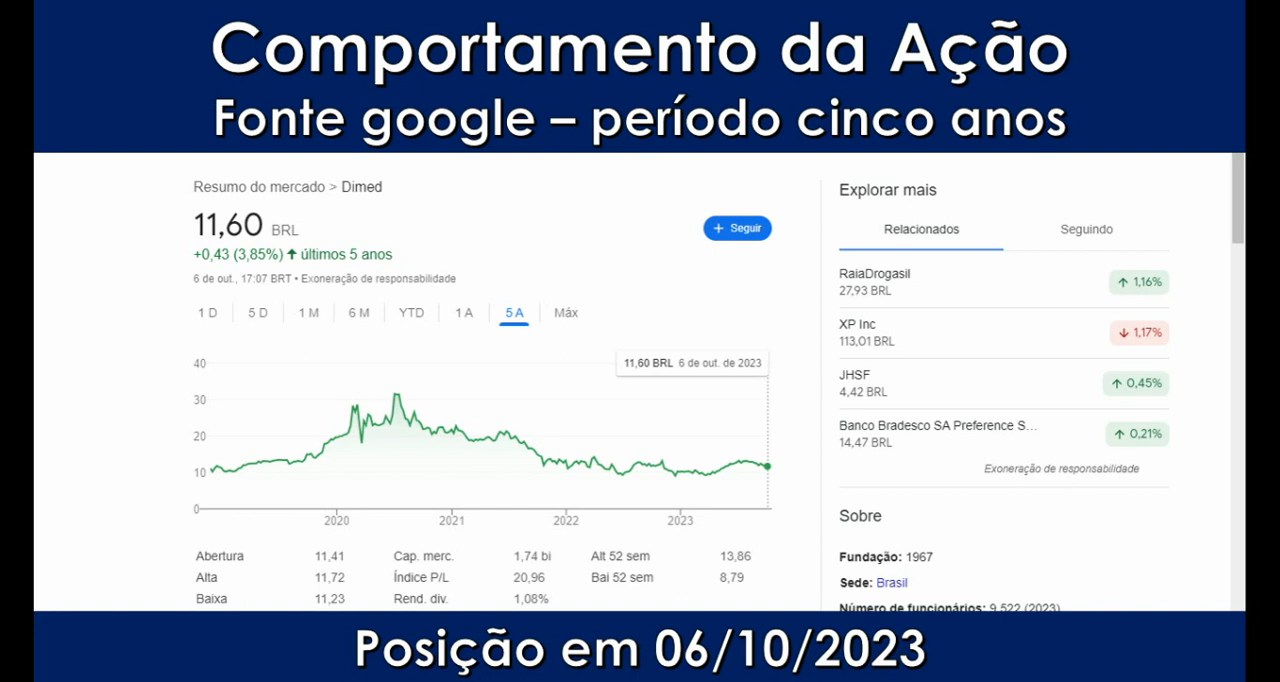 Comportamento da Ação
Fonte google – período cinco anos
Resumo do mercado > Dimed
11,60 BRL
+ Seguir
+0,43 (3,85%) ↑ últimos 5 anos
6 de out., 17:07 BRT • Exoneração de responsabilidade
1 D 5 D 1 M 6 M YTD 1 A 5 A Máx
11,60 BRL 6 de out. de 2023
40
30
20
10
0
2020 2021 2022 2023
Abertura 11,41 Cap. merc. 1,74 bi Alt 52 sem 13,86
Alta 11,72 Índice P/L 20,96 Bai 52 sem 8,79
Baixa 11,23 Rend. div. 1,08%
Explorar mais
Relacionados Seguindo
RaiaDrogasil
27,93 BRL
↑ 1,16%
XP Inc
113,01 BRL
↓ 1,17%
JHSF
4,42 BRL
↑ 0,45%
Banco Bradesco SA Preference S...
14,47 BRL
↑ 0,21%
Exoneração de responsabilidade
Sobre
Fundação: 1967
Sede: Brasil
Número de funcionários: 9.522 (2023)
Posição em 06/10/2023